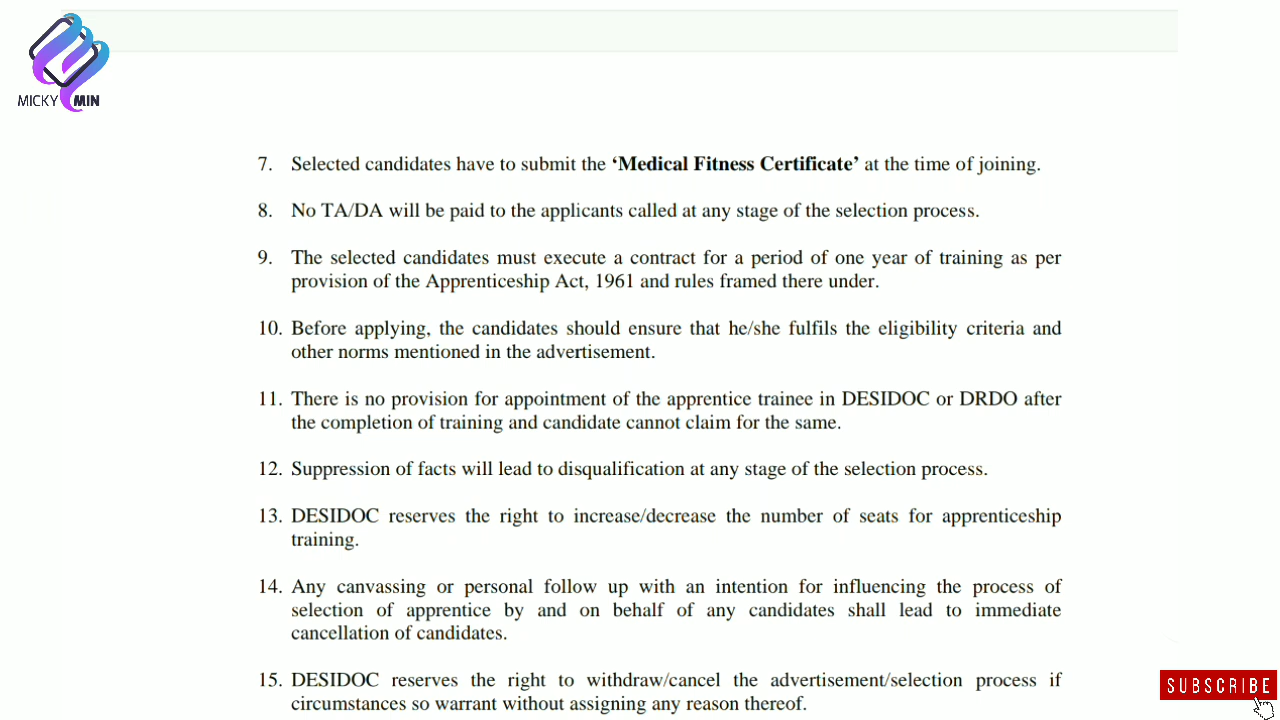 MICKY MIN
7. Selected candidates have to submit the ‘Medical Fitness Certificate’ at the time of joining.
8. No TA/DA will be paid to the applicants called at any stage of the selection process.
9. The selected candidates must execute a contract for a period of one year of training as per
provision of the Apprenticeship Act, 1961 and rules framed there under.
10. Before applying, the candidates should ensure that he/she fulfils the eligibility criteria and
other norms mentioned in the advertisement.
11. There is no provision for appointment of the apprentice trainee in DESIDOC or DRDO after
the completion of training and candidate cannot claim for the same.
12. Suppression of facts will lead to disqualification at any stage of the selection process.
13. DESIDOC reserves the right to increase/decrease the number of seats for apprenticeship
training.
14. Any canvassing or personal follow up with an intention for influencing the process of
selection of apprentice by and on behalf of any candidates shall lead to immediate
cancellation of candidates.
15. DESIDOC reserves the right to withdraw/cancel the advertisement/selection process if
circumstances so warrant without assigning any reason thereof.
SUBSCRIBE